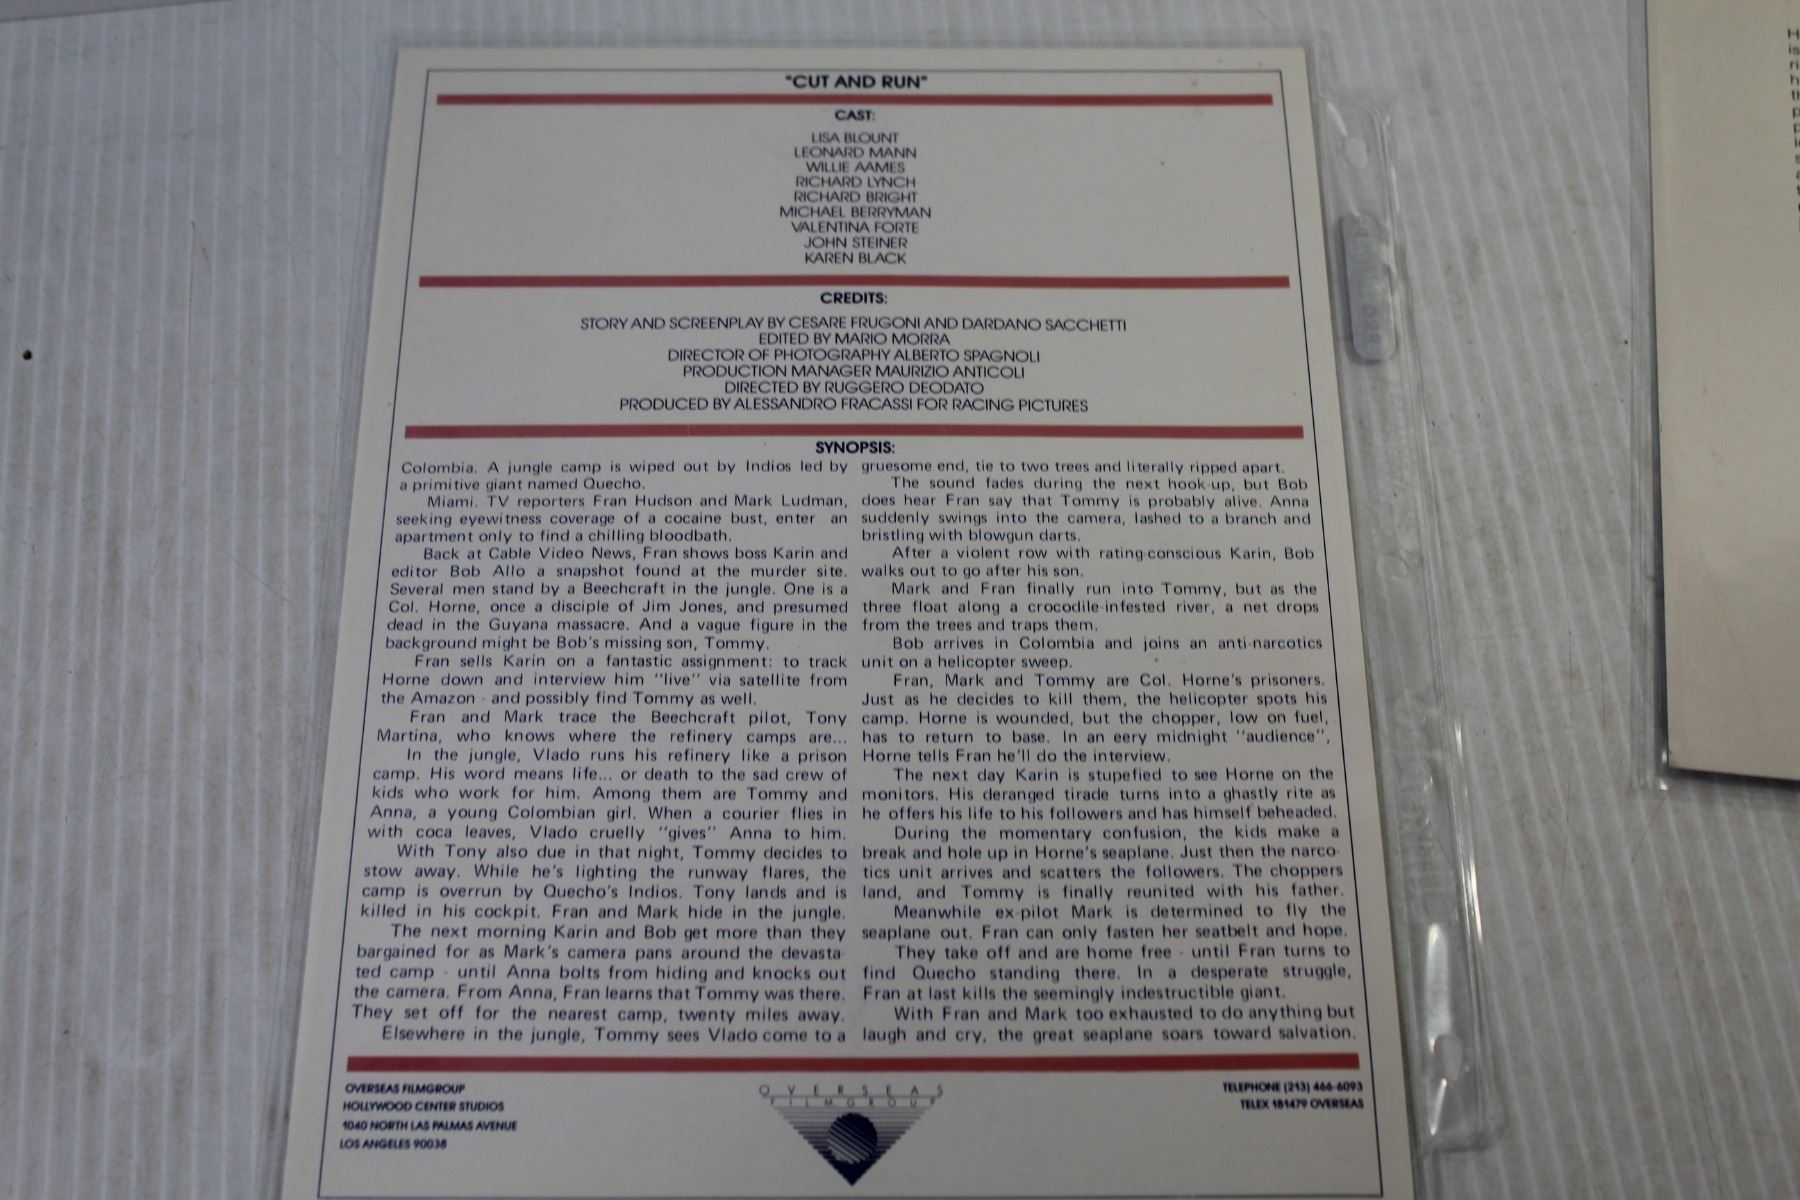 "CUT AND RUN"
CAST:
LISA BLOUNT
LEONARD MANN
WILLIE AAMES
RICHARD LYNCH
RICHARD BRIGHT
MICHAEL BERRYMAN
VALENTINA FORTE
JOHN STEINER
KAREN BLACK
CREDITS:
STORY AND SCREENPLAY BY CESARE FRUGONI AND DARDANO SACCHETTI
EDITED BY MARIO MORRA
DIRECTOR OF PHOTOGRAPHY ALBERTO SPAGNOLI
PRODUCTION MANAGER MAURIZIO ANTICOLI
DIRECTED BY RUGGERO DEODATO
PRODUCED BY ALESSANDRO FRACASSI FOR RACING PICTURES
SYNOPSIS:
Colombia. A jungle camp is wiped out by Indios led by
a primitive giant named Quecho.
Miami. TV reporters Fran Hudson and Mark Ludman,
seeking eyewitness coverage of a cocaine bust, enter an
apartment only to find a chilling bloodbath.
Back at Cable Video News, Fran shows boss Karin and
editor Bob Allo a snapshot found at the murder site.
Several men stand by a Beechcraft in the jungle. One is a
Col. Horne, once a disciple of Jim Jones, and presumed
dead in the Guyana massacre. And a vague figure in the
background might be Bob's missing son, Tommy.
Fran sells Karin on a fantastic assignment: to track
Horne down and interview him "live" via satellite from
the Amazon - and possibly find Tommy as well.
Fran and Mark trace the Beechcraft pilot, Tony
Martina, who knows where the refinery camps are...
In the jungle, Vlado runs his refinery like a prison
camp. His word means life... or death to the sad crew of
kids who work for him. Among them are Tommy and
Anna, a young Colombian girl. When a courier flies in
with coca leaves, Vlado cruelly "gives" Anna to him.
With Tony also due in that night, Tommy decides to
stow away. While he's lighting the runway flares, the
camp is overrun by Quecho's Indios. Tony lands and is
killed in his cockpit. Fran and Mark hide in the jungle.
The next morning Karin and Bob get more than they
bargained for as Mark's camera pans around the devasta-
ted camp - until Anna bolts from hiding and knocks out
the camera. From Anna, Fran learns that Tommy was there.
They set off for the nearest camp, twenty miles away.
Elsewhere in the jungle, Tommy sees Vlado come to a
gruesome end, tie to two trees and literally ripped apart.
The sound fades during the next hook-up, but Bob
does hear Fran say that Tommy is probably alive. Anna
suddenly swings into the camera, lashed to a branch and
bristling with blowgun darts.
After a violent row with rating-conscious Karin, Bob
walks out to go after his son.
Mark and Fran finally run into Tommy, but as the
three float along a crocodile-infested river, a net drops
from the trees and traps them.
Bob arrives in Colombia and joins an anti-narcotics
unit on a helicopter sweep.
Fran, Mark and Tommy are Col. Horne's prisoners.
Just as he decides to kill them, the helicopter spots his
camp. Horne is wounded, but the chopper, low on fuel,
has to return to base. In an eery midnight "audience",
Horne tells Fran he'll do the interview.
The next day Karin is stupefied to see Horne on the
monitors. His deranged tirade turns into a ghastly rite as
he offers his life to his followers and has himself beheaded.
During the momentary confusion, the kids make a
break and hole up in Horne's seaplane. Just then the narco-
tics unit arrives and scatters the followers. The choppers
land, and Tommy is finally reunited with his father.
Meanwhile ex-pilot Mark is determined to fly the
seaplane out. Fran can only fasten her seatbelt and hope.
They take off and are home free - until Fran turns to
find Quecho standing there. In a desperate struggle,
Fran at last kills the seemingly indestructible giant.
With Fran and Mark too exhausted to do anything but
laugh and cry, the great seaplane soars toward salvation.
OVERSEAS FILMGROUP
HOLLYWOOD CENTER STUDIOS
1040 NORTH LAS PALMAS AVENUE
LOS ANGELES 90038
OVERSEAS
FILMGROUP
TELEPHONE (213) 466-6093
TELEX 181479 OVERSEAS